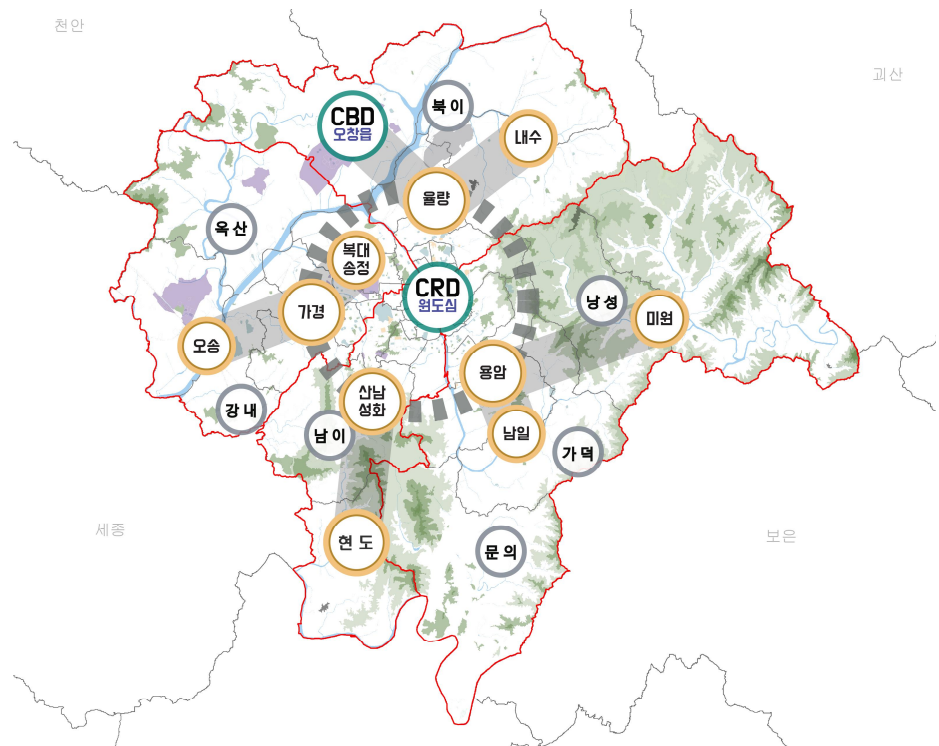 천안
괴산
CBD
오창읍
북이
내수
율량
옥산
복대
송정
CRD
원도심
낭성
미원
가경
오송
용암
산남
성화
강내
남이
남일
가덕
세종
보은
현도
문의